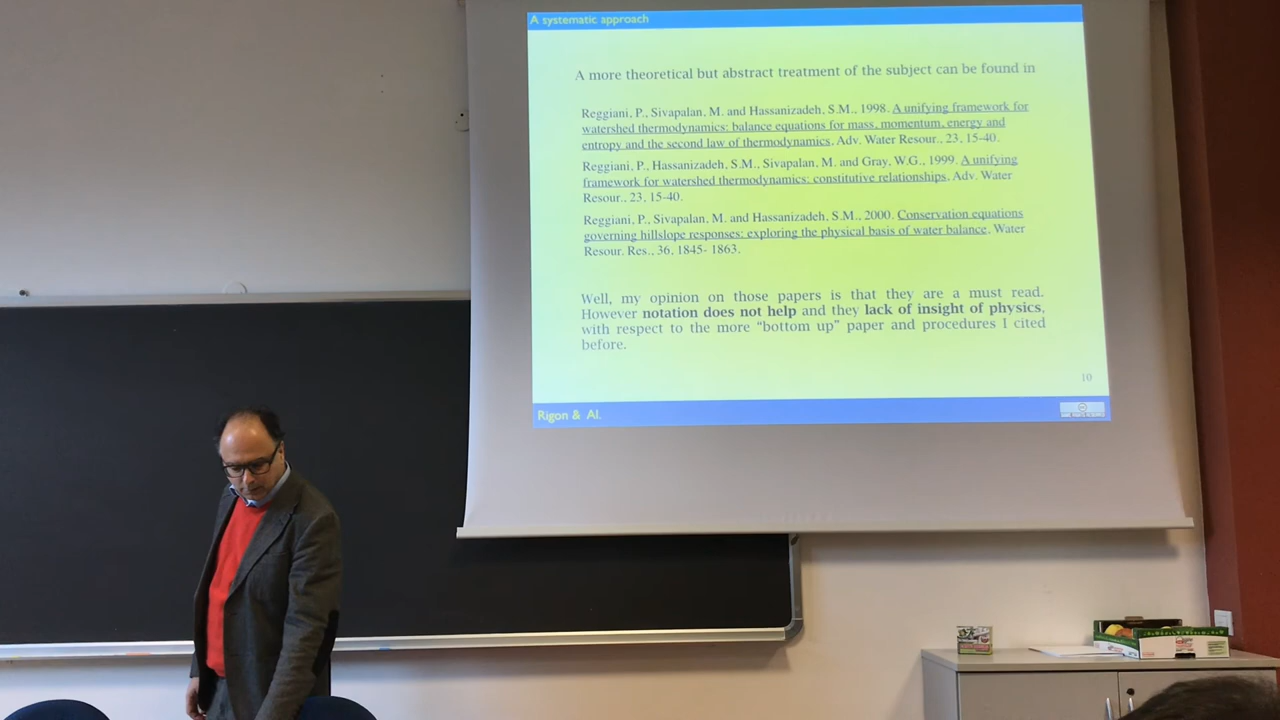 A systematic approach
A more theoretical but abstract treatment of the subject can be found in
Reggiani, P., Sivapalan, M. and Hassanizadeh, S.M., 1998. A unifying framework for
watershed thermodynamics: balance equations for mass, momentum, energy and
entropy and the second law of thermodynamics, Adv. Water Resour., 23, 15-40.
Reggiani, P., Hassanizadeh, S.M., Sivapalan, M. and Gray, W.G., 1999. A unifying
framework for watershed thermodynamics: constitutive relationships, Adv. Water
Resour., 23, 15-40.
Reggiani, P., Sivapalan, M. and Hassanizadeh, S.M., 2000. Conservation equations
governing hillslope responses: exploring the physical basis of water balance, Water
Resour. Res., 36, 1845- 1863.
Well, my opinion on those papers is that they are a must read.
However notation does not help and they lack of insight of physics,
with respect to the more "bottom up" paper and procedures I cited
before.
10
Rigon & Al.